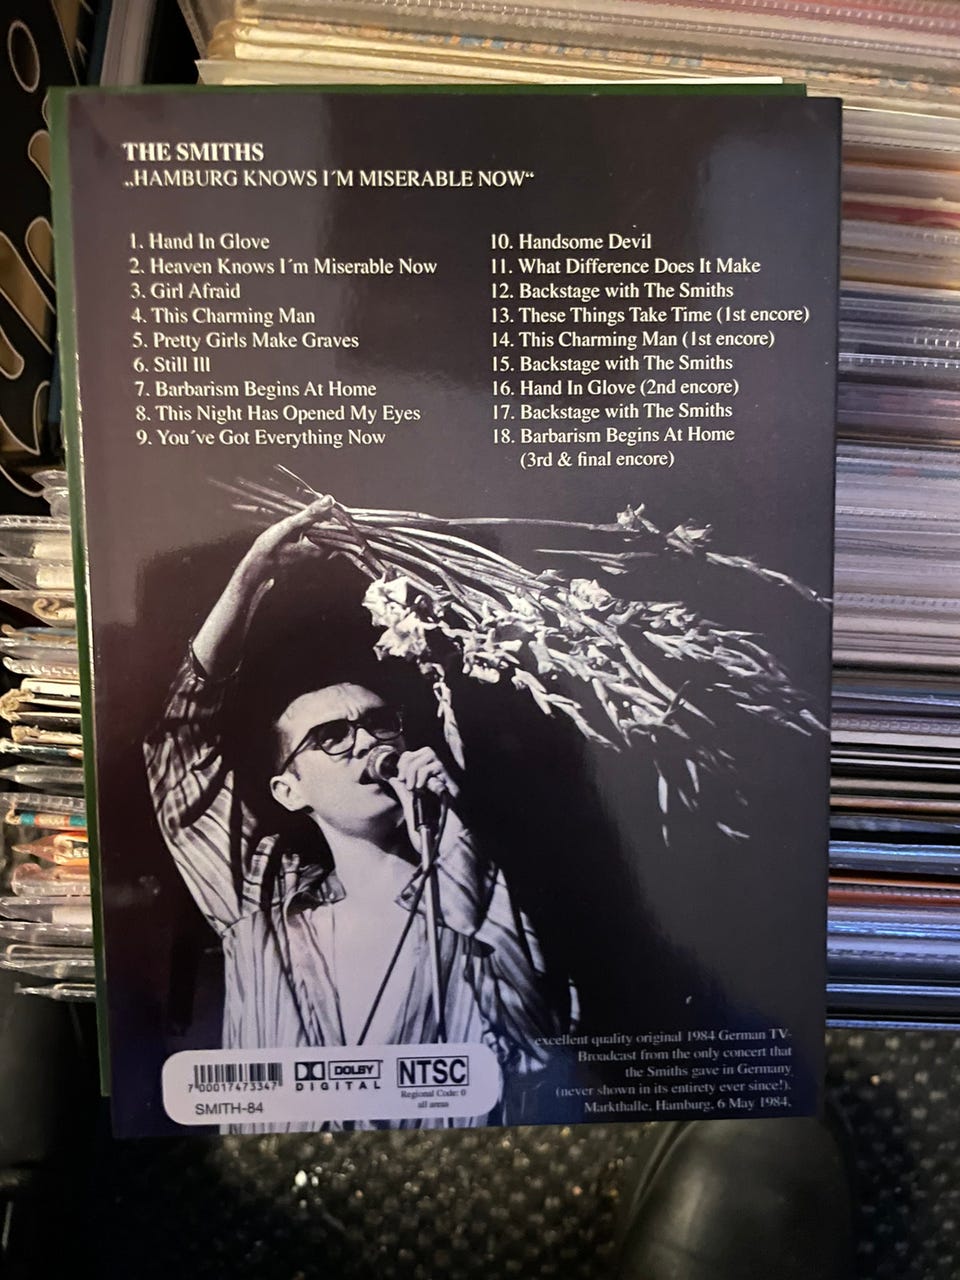 THE SMITHS
„HAMBURG KNOWS I´M MISERABLE NOW“
1. Hand In Glove
2. Heaven Knows I´m Miserable Now
3. Girl Afraid
4. This Charming Man
5. Pretty Girls Make Graves
6. Still Ill
7. Barbarism Begins At Home
8. This Night Has Opened My Eyes
9. You´ve Got Everything Now
10. Handsome Devil
11. What Difference Does It Make
12. Backstage with The Smiths
13. These Things Take Time (1st encore)
14. This Charming Man (1st encore)
15. Backstage with The Smiths
16. Hand In Glove (2nd encore)
17. Backstage with The Smiths
18. Barbarism Begins At Home
(3rd & final encore)
excellent quality original 1984 German TV-
Broadcast from the only concert that
the Smiths gave in Germany
(never shown in its entirety ever since!).
Markthalle, Hamburg, 6 May 1984.
7 00017473347
SMITH-84
DOLBY
DIGITAL
NTSC
Regional Code: 0
all areas